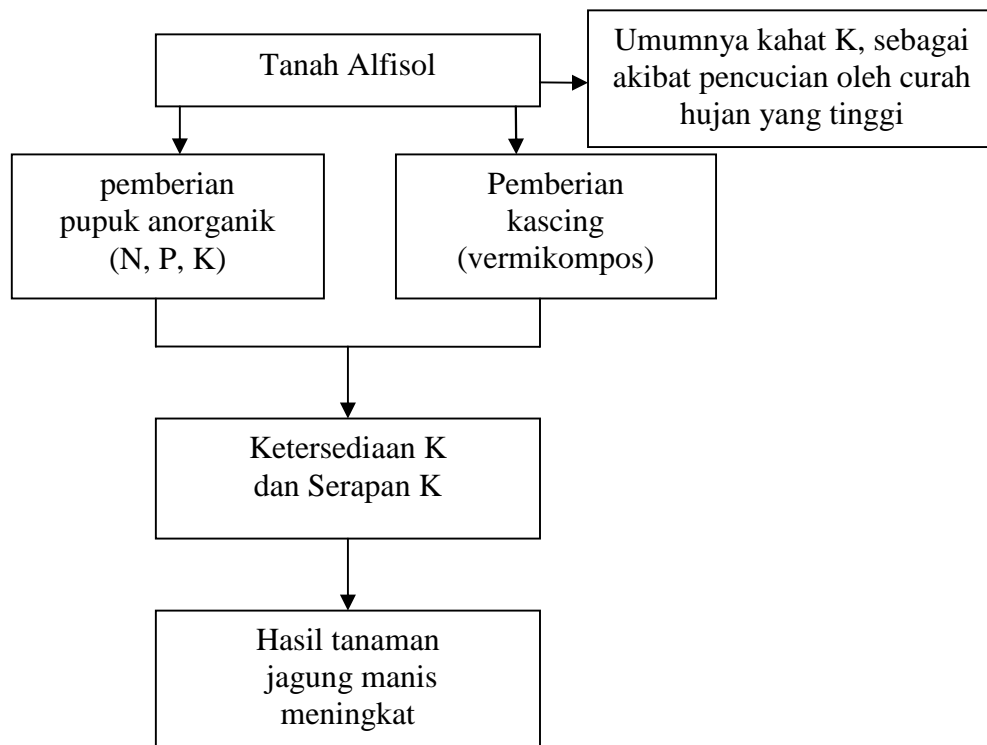 Tanah Alfisol
Umumnya kahat K, sebagai
akibat pencucian oleh curah
hujan yang tinggi
pemberian
pupuk anorganik
(N, P, K)
Pemberian
kascing
(vermikompos)
Ketersediaan K
dan Serapan K
Hasil tanaman
jagung manis
meningkat